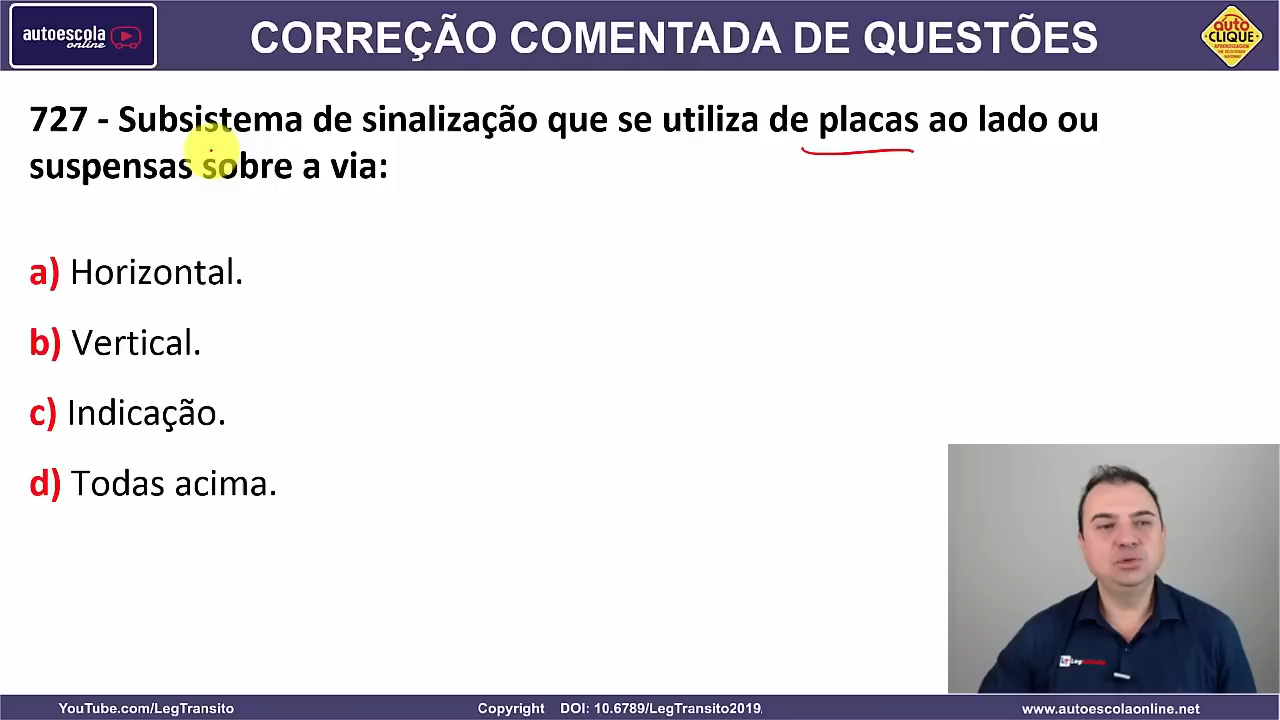 autoescola
online
CORREÇÃO COMENTADA DE QUESTÕES
auto
CLIQUE
APRENDIZAGEM
727 - Subsistema de sinalização que se utiliza de placas ao lado ou
suspensas sobre a via:
a) Horizontal.
b) Vertical.
c) Indicação.
d) Todas acima.
YouTube.com/LegTransito
Copyright DOI: 10.6789/LegTransito2019
www.autoescolaonline.net